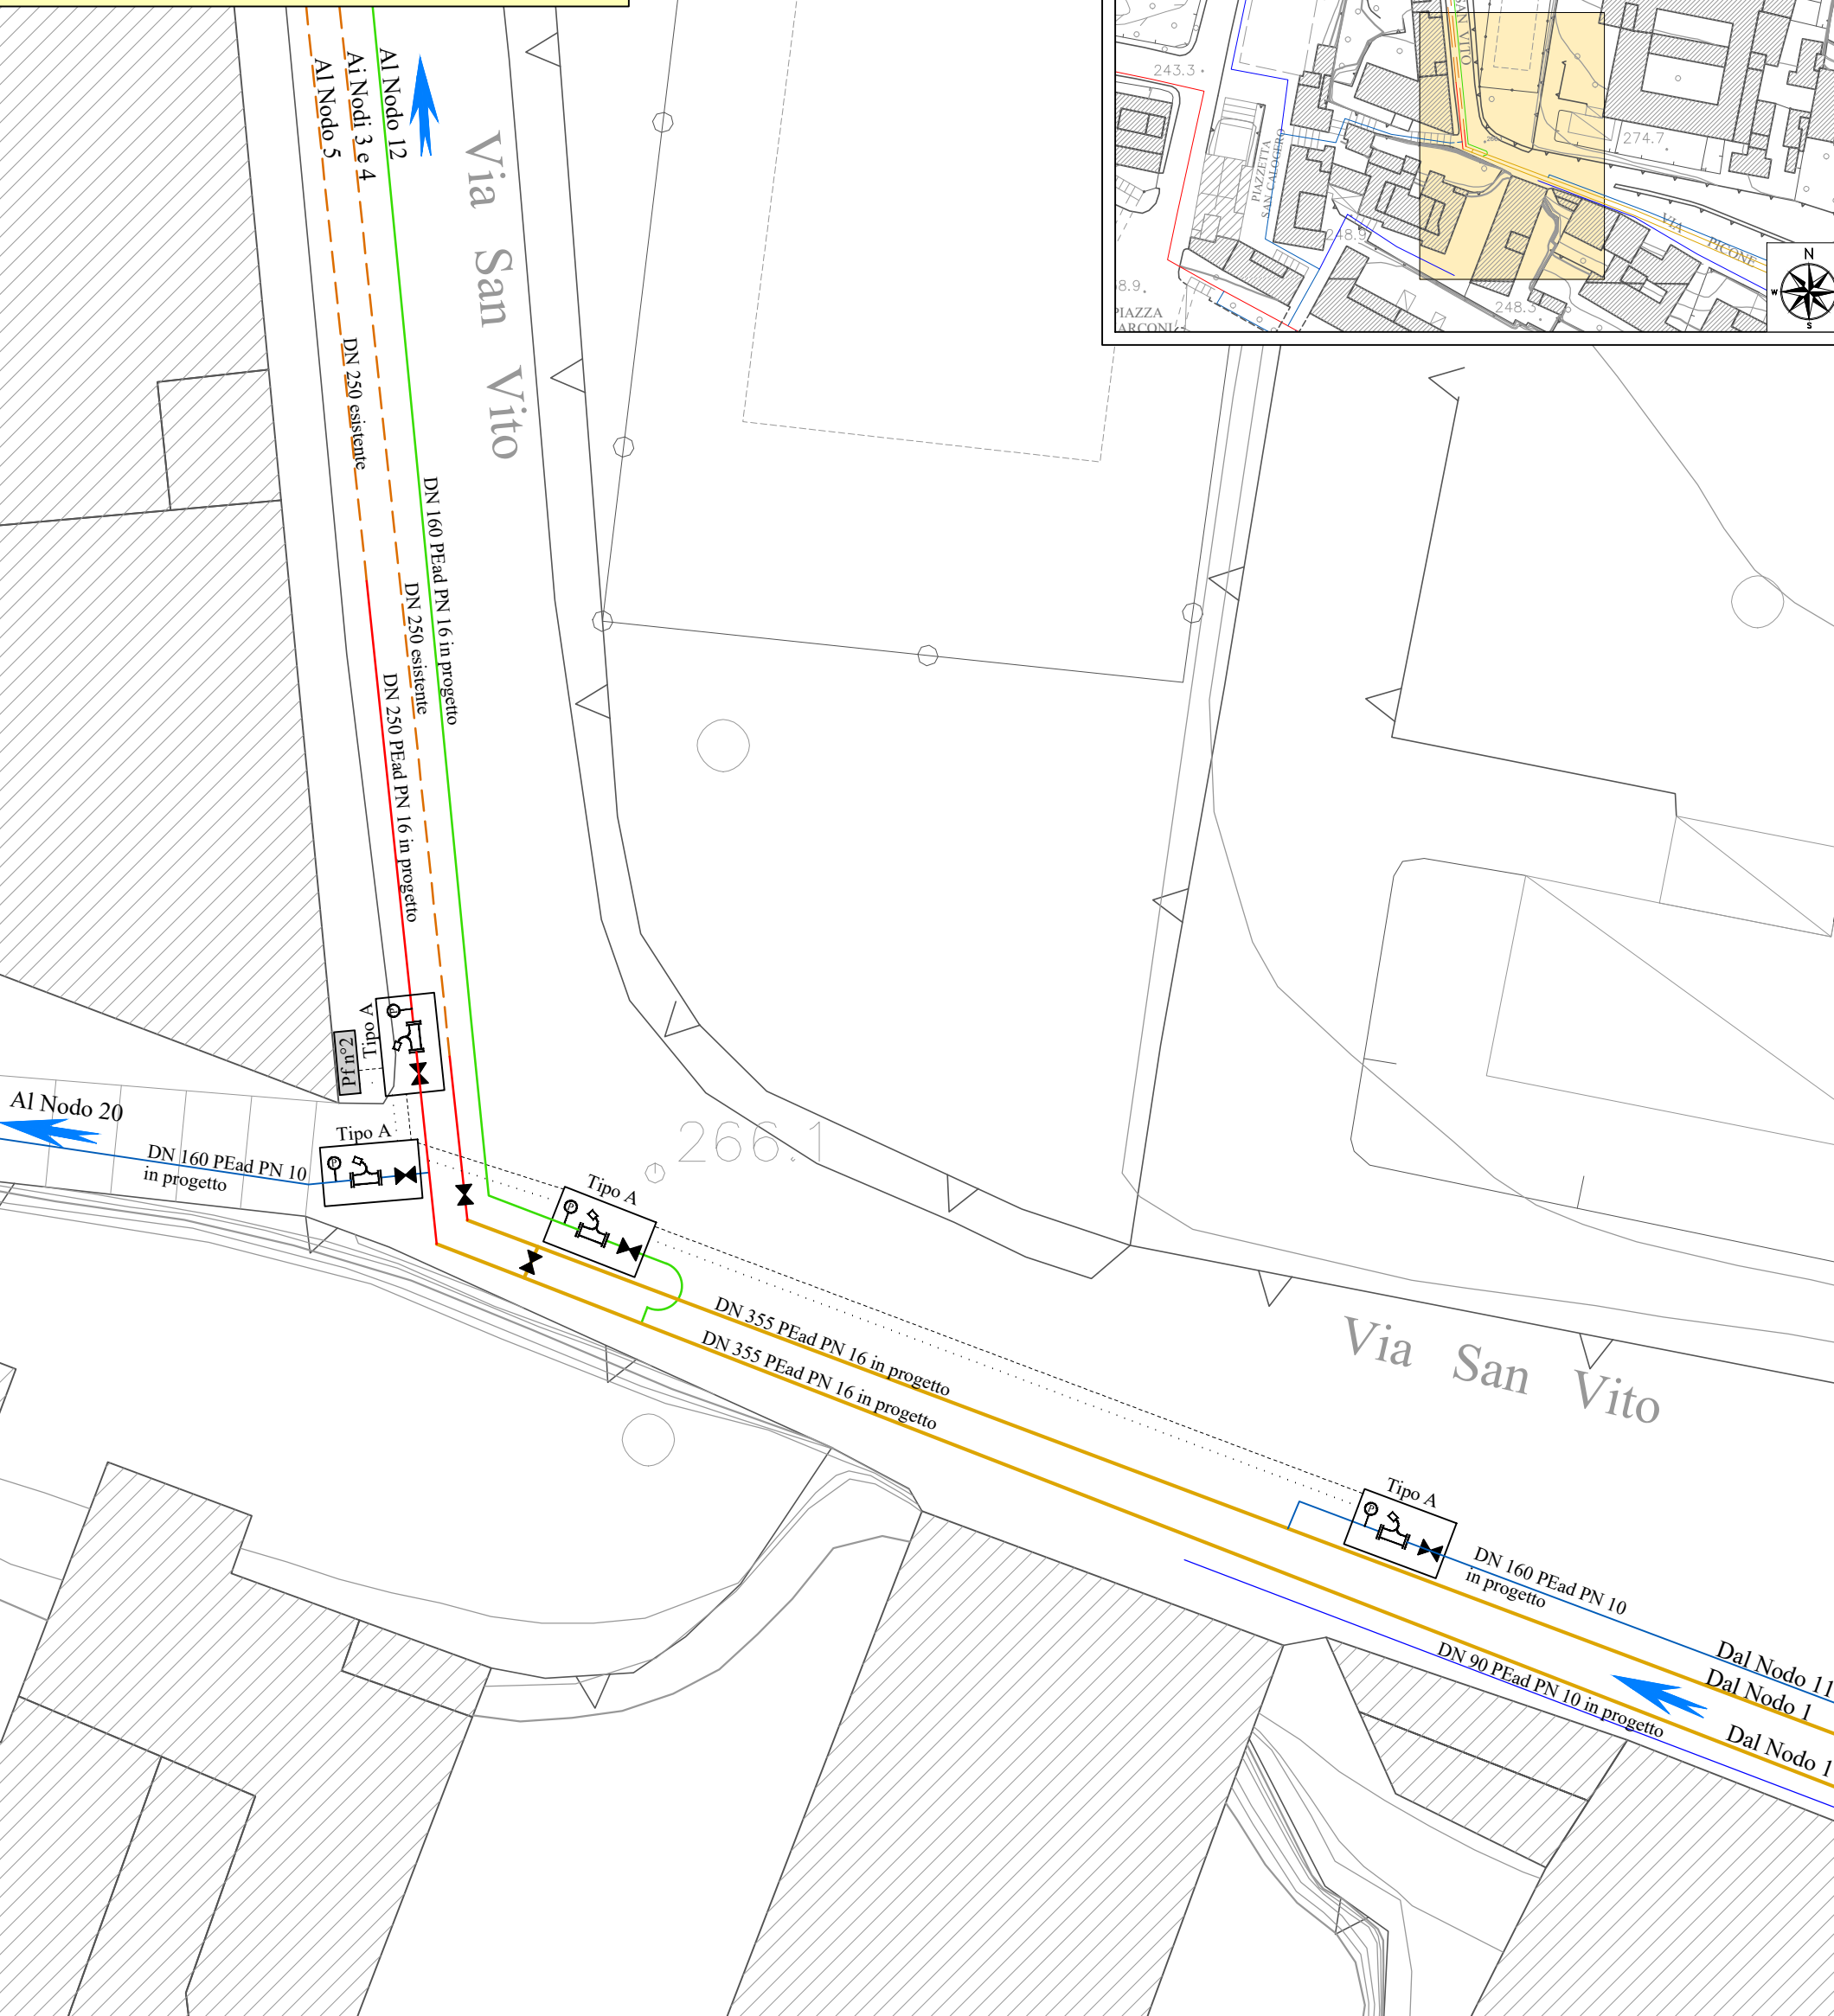 Al Nodo 5
Ai Nodi 3 e 4
Al Nodo 12
Via San Vito
DN 250 esistente
DN 160 PEad PN 16 in progetto
DN 250 esistente
DN 250 PEad PN 16 in progetto
SAN VITO
243.3
274.7
PIAZZETTA
SAN CALOGERO
248.9
VIA PICONE
8.9
248.3
PIAZZA
ARCONI
N
W
S
Tipo A
P
Pf n°2
Al Nodo 20
DN 160 PEad PN 10
in progetto
Tipo A
P
266.1
Tipo A
P
DN 355 PEad PN 16 in progetto
DN 355 PEad PN 16 in progetto
Via San Vito
Tipo A
P
DN 160 PEad PN 10
in progetto
DN 90 PEad PN 10 in progetto
Dal Nodo 11
Dal Nodo 1
Dal Nodo 1